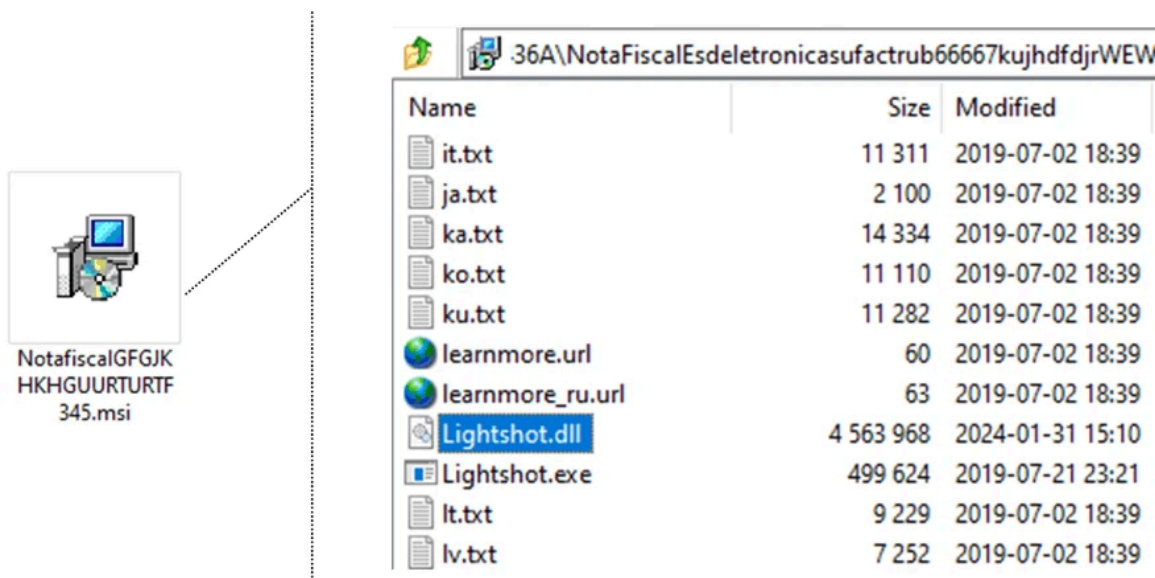 NotafiscalGFGJK
HKHGUURTURTF
345.msi
.36A\NotaFiscalEsdeletronicasufactrub66667kujhdfdjrWEW
Name Size Modified
it.txt 11 311 2019-07-02 18:39
ja.txt 2 100 2019-07-02 18:39
ka.txt 14 334 2019-07-02 18:39
ko.txt 11 110 2019-07-02 18:39
ku.txt 11 282 2019-07-02 18:39
learnmore.url 60 2019-07-02 18:39
learnmore_ru.url 63 2019-07-02 18:39
Lightshot.dll 4 563 968 2024-01-31 15:10
Lightshot.exe 499 624 2019-07-21 23:21
lt.txt 9 229 2019-07-02 18:39
lv.txt 7 252 2019-07-02 18:39